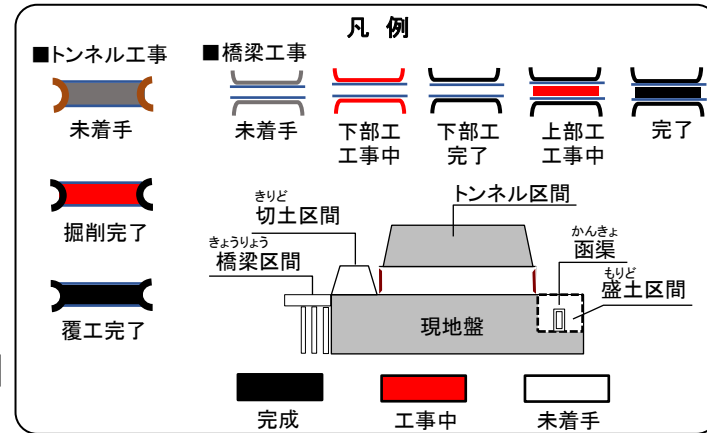 凡 例
■トンネル工事
未着手
掘削完了
覆工完了
■橋梁工事
未着手
下部工
工事中
下部工
完了
上部工
工事中
完了
きりど
切土区間
トンネル区間
きょうりょう
橋梁区間
かんきょ
函渠
もりど
盛土区間
現地盤
完成
工事中
未着手